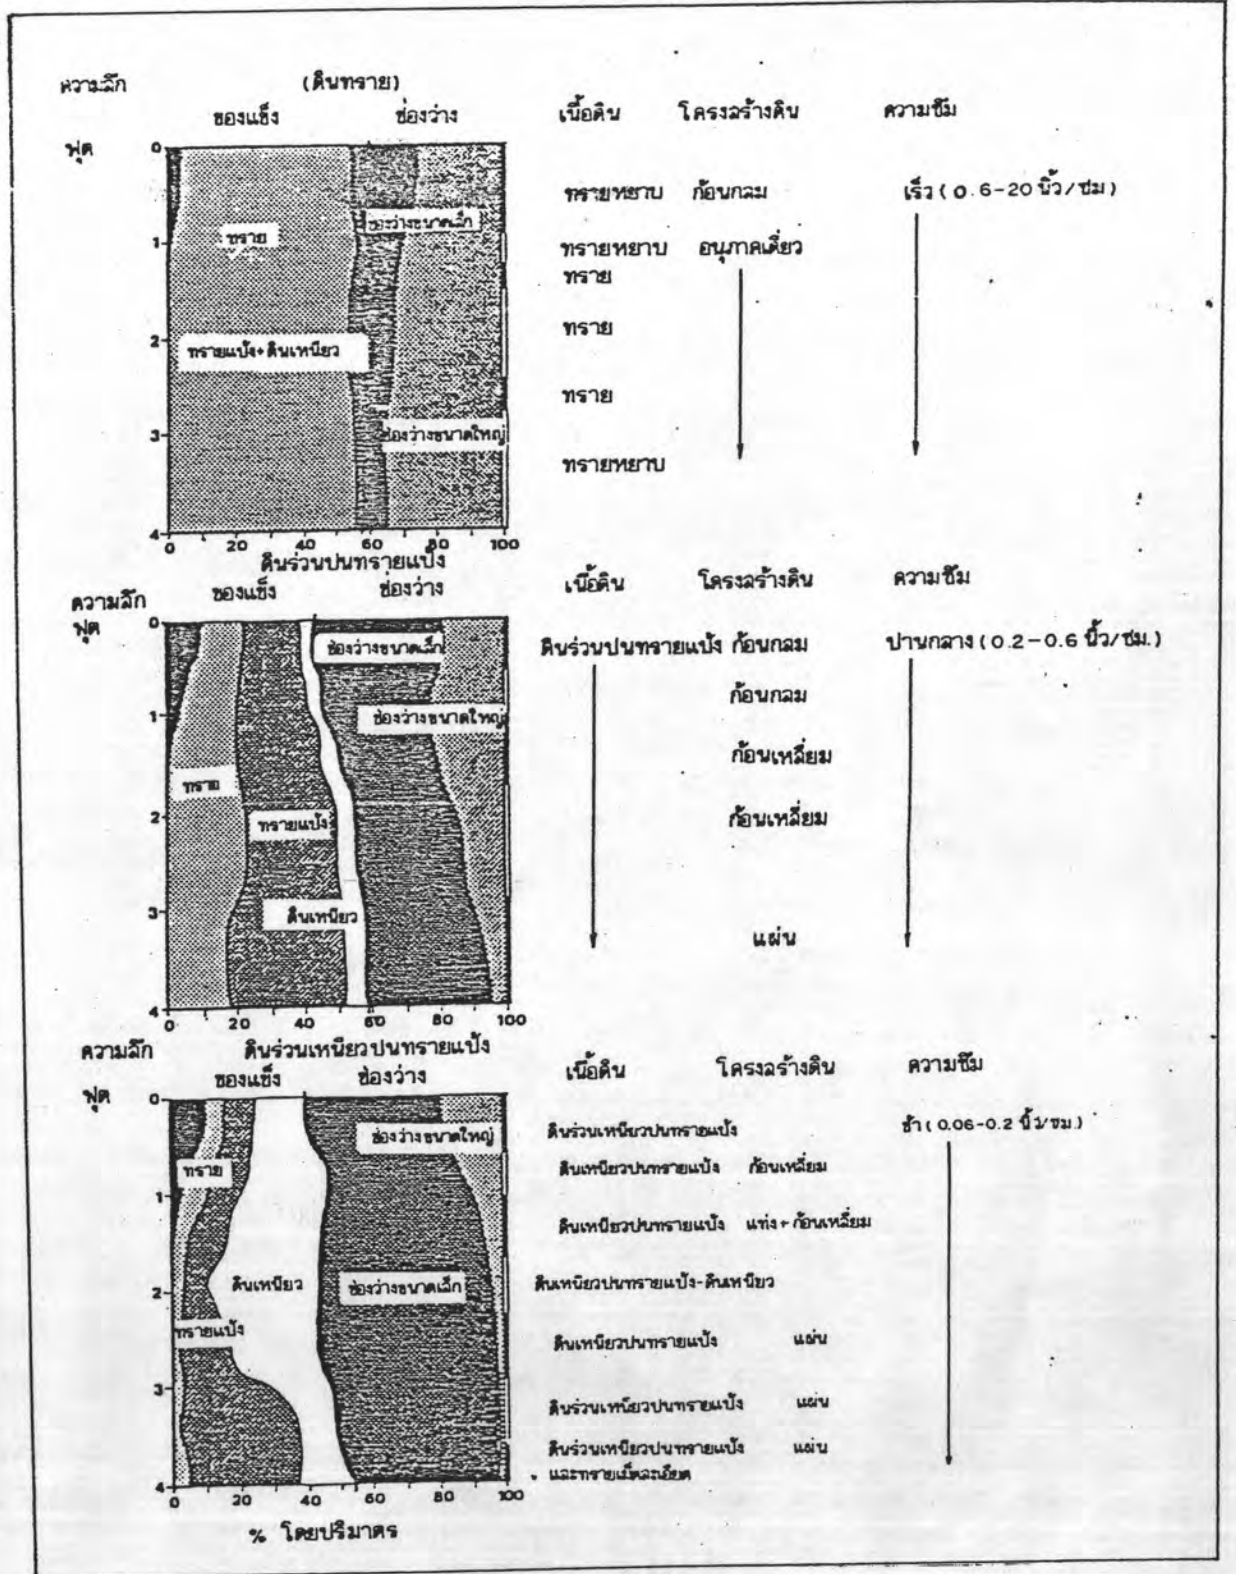 (ดินทราย)
ความลึก ของแข็ง ช่องว่าง เนื้อดิน โครงสร้างดิน ความซึม
ฟุต
0
ทรายหยาบ ก้อนกลม เร็ว (0.6-20 นิ้ว/ชม)
ช่องว่างขนาดเล็ก
ทราย
1 ทรายหยาบ อนุภาคเดี่ยว
ทราย
ทราย
2 ทรายแป้ง+ดินเหนียว
ทราย
3 ช่องว่างขนาดใหญ่
ทรายหยาบ
4
0 20 40 60 80 100
ดินร่วนปนทรายแป้ง
ความลึก ของแข็ง ช่องว่าง เนื้อดิน โครงสร้างดิน ความซึม
ฟุต
0
ช่องว่างขนาดเล็ก ดินร่วนปนทรายแป้ง ก้อนกลม ปานกลาง (0.2-0.6 นิ้ว/ชม.)
ก้อนกลม
1 ช่องว่างขนาดใหญ่
ก้อนเหลี่ยม
ทราย
2 ทรายแป้ง ก้อนเหลี่ยม
3 ดินเหนียว
แผ่น
4
0 20 40 60 80 100
ดินร่วนเหนียวปนทรายแป้ง
ความลึก ของแข็ง ช่องว่าง เนื้อดิน โครงสร้างดิน ความซึม
ฟุต
0
ดินร่วนเหนียวปนทรายแป้ง ช้า (0.06-0.2 นิ้ว/ชม.)
ช่องว่างขนาดใหญ่
ทราย ดินเหนียวปนทรายแป้ง ก้อนเหลี่ยม
1
ดินเหนียวปนทรายแป้ง แท่ง+ก้อนเหลี่ยม
ดินเหนียว ช่องว่างขนาดเล็ก ดินเหนียวปนทรายแป้ง-ดินเหนียว
2
ทรายแป้ง ดินเหนียวปนทรายแป้ง แผ่น
3
ดินร่วนเหนียวปนทรายแป้ง แผ่น
ดินร่วนเหนียวปนทรายแป้ง แผ่น
และทรายเม็ดละเอียด
4
0 20 40 60 80 100
% โดยปริมาตร